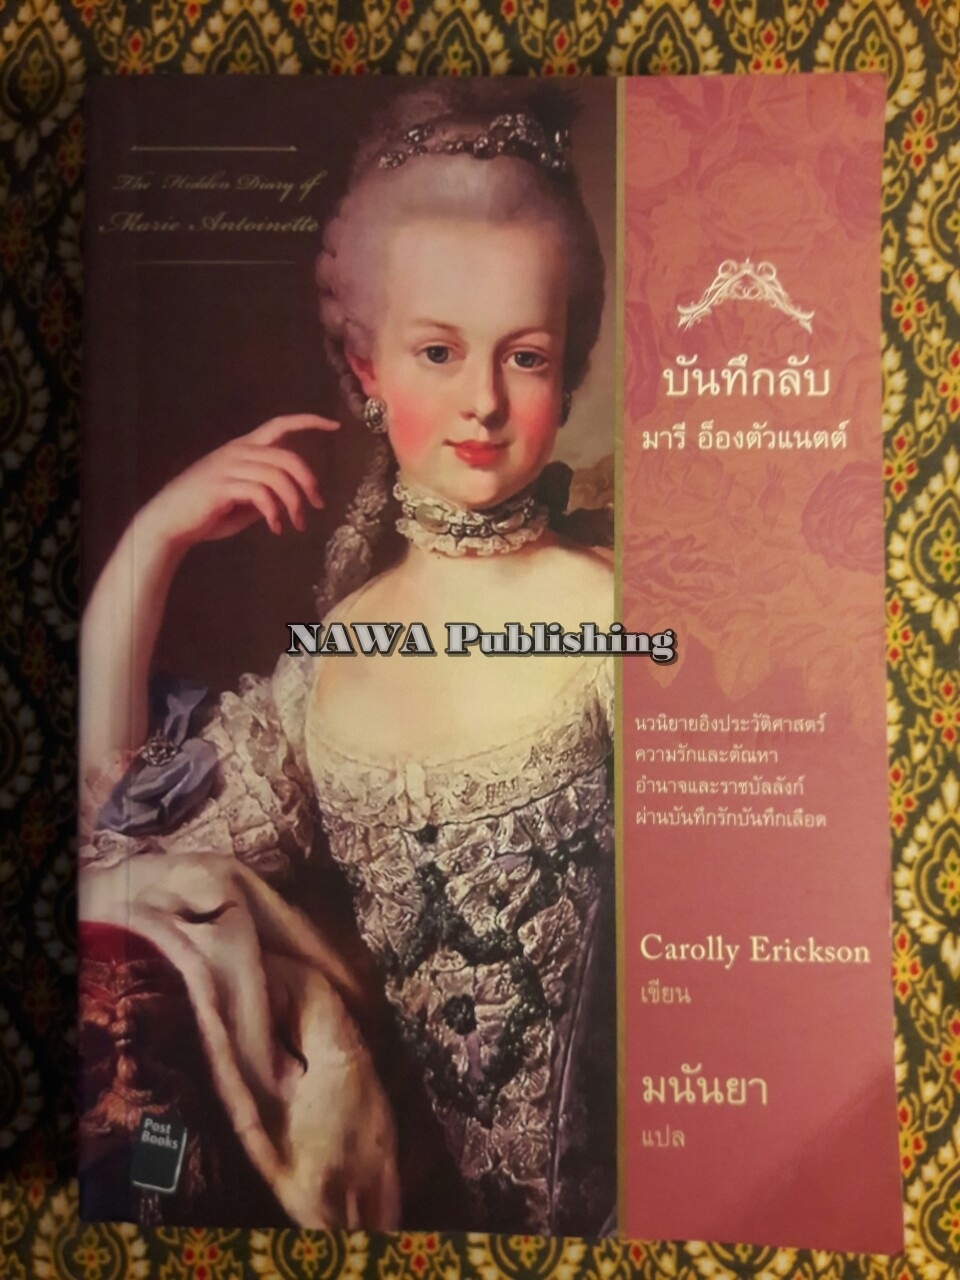 The Hidden Diary of
Marie Antoinette
บันทึกลับ
มารี อ็องตัวแนตต์
NAWA Publishing
นวนิยายอิงประวัติศาสตร์
ความรักและตัณหา
อำนาจและราชบัลลังก์
ผ่านบันทึกรักบันทึกเลือด
Carolly Erickson
เขียน
มนันยา
แปล
Post
Books